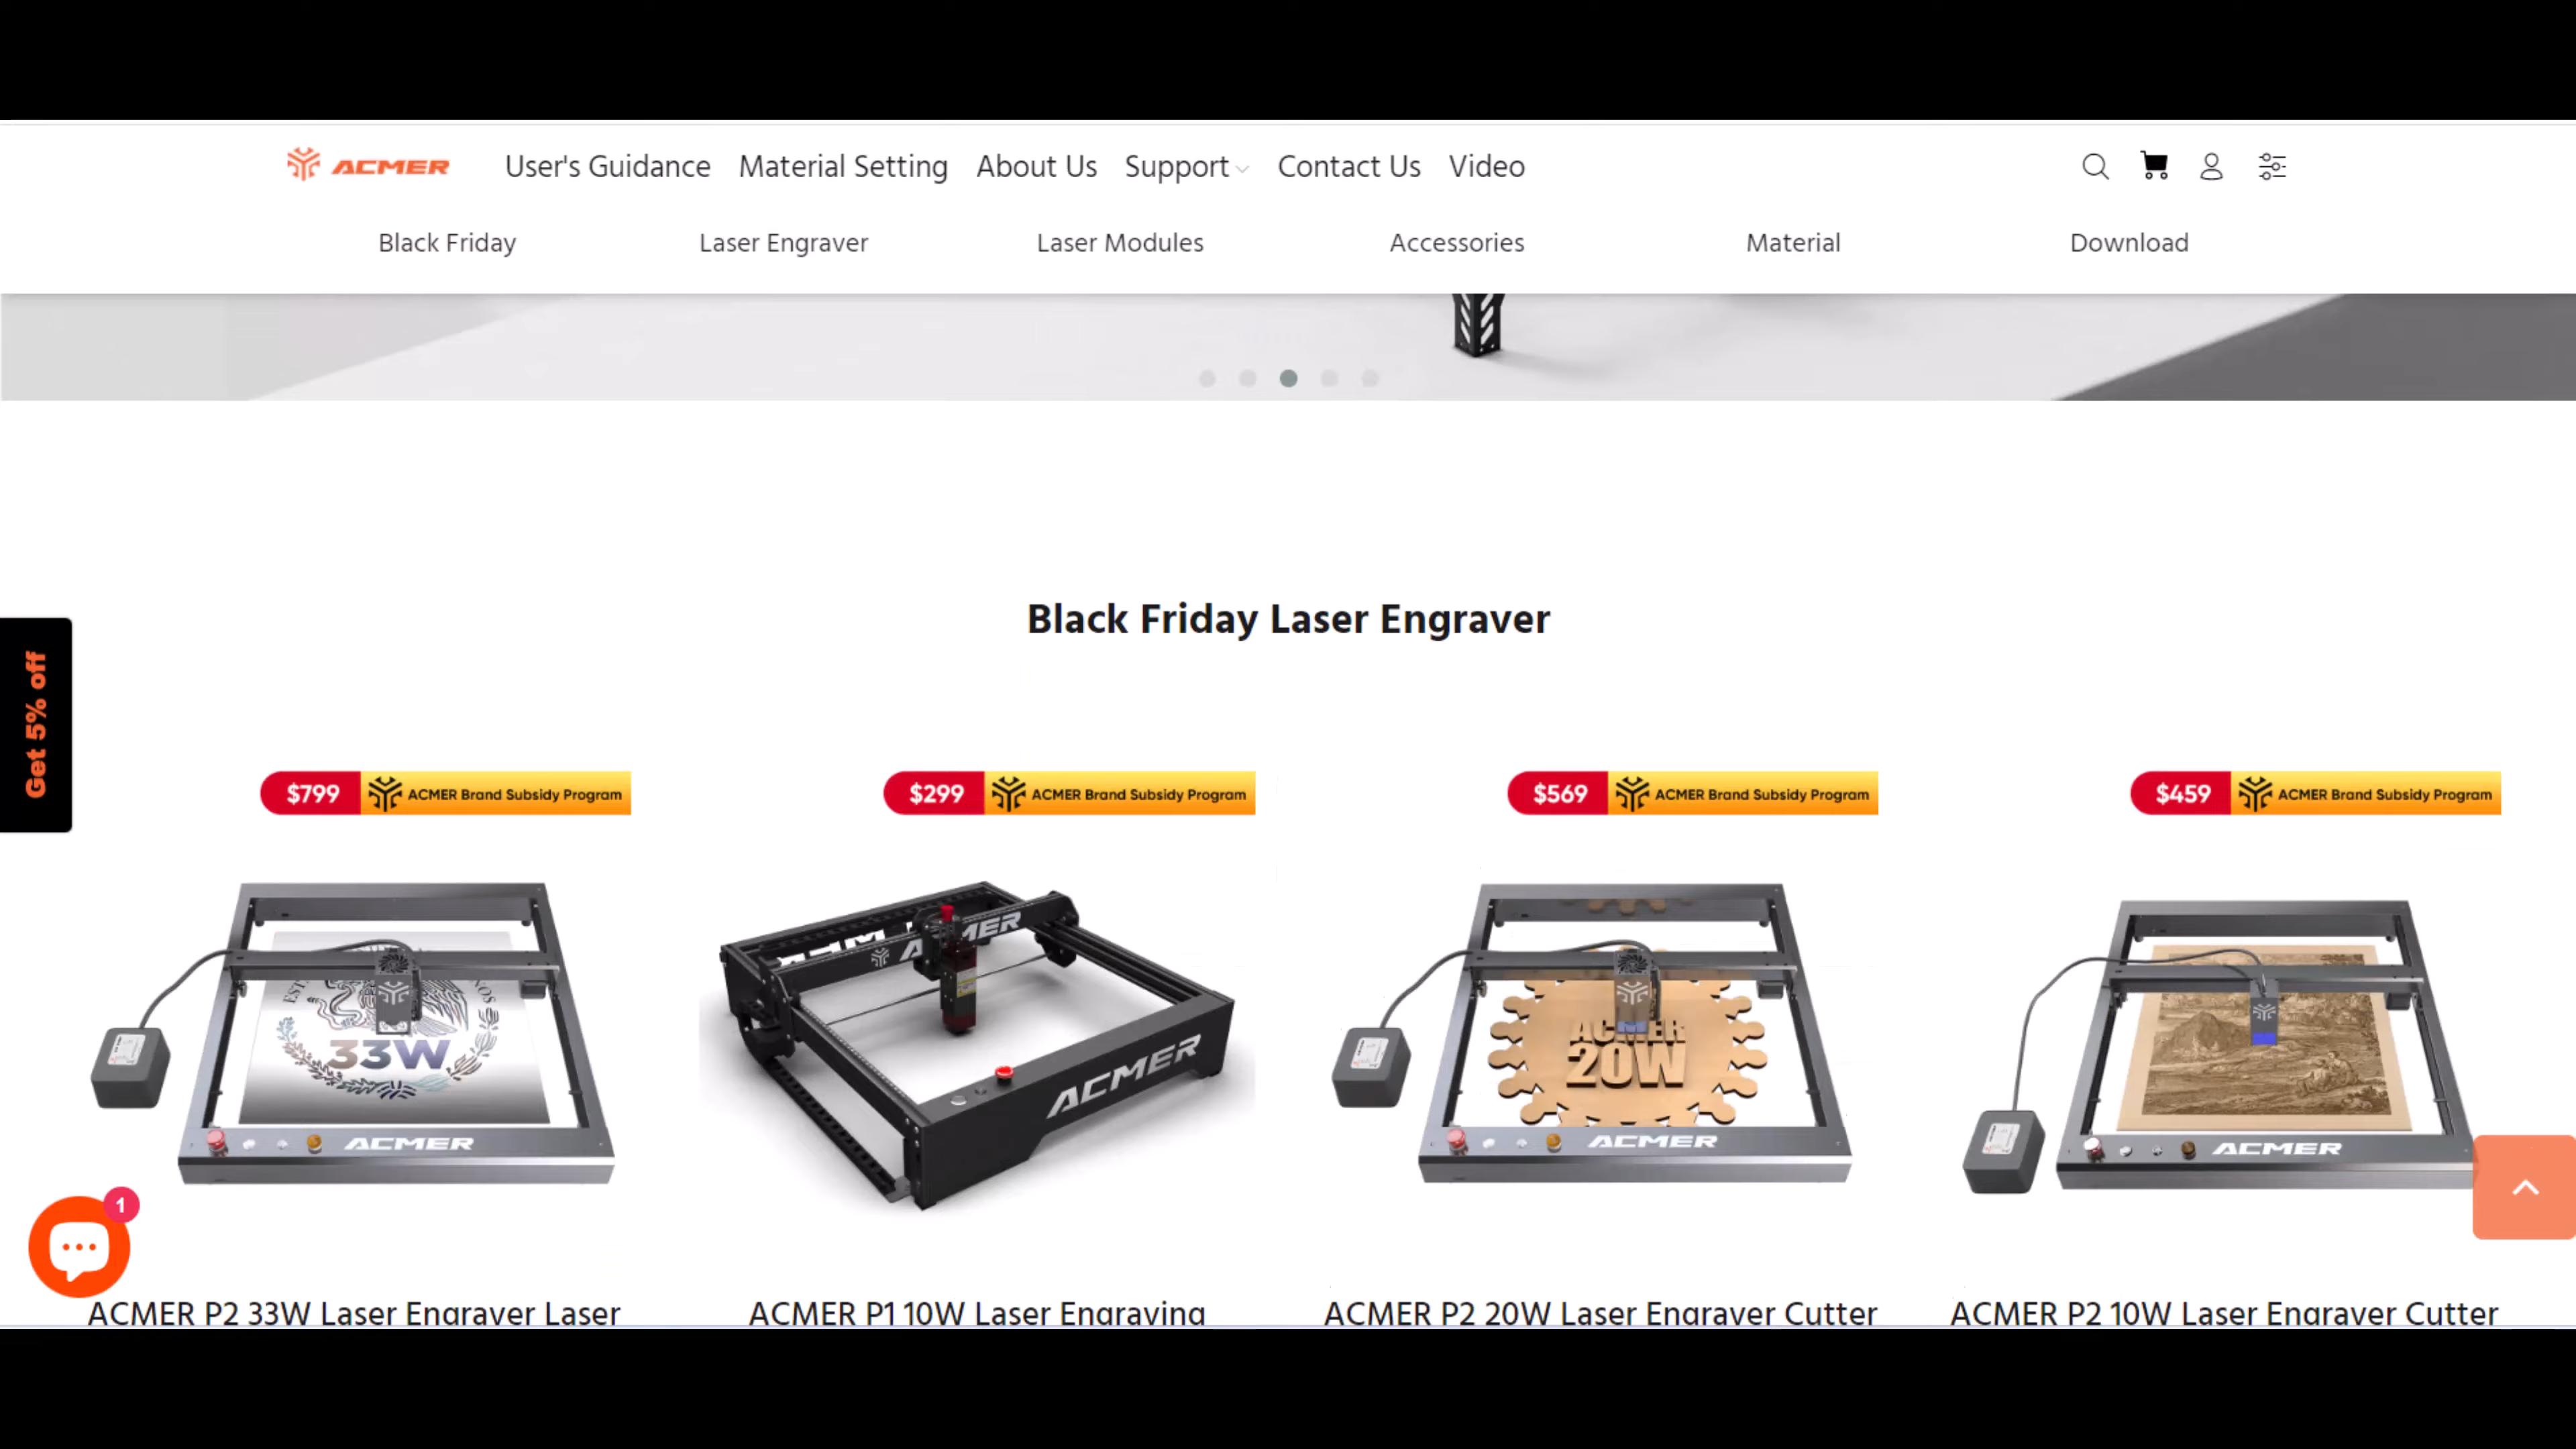 ACMER
User's Guidance Material Setting About Us Support Contact Us Video
Black Friday Laser Engraver Laser Modules Accessories Material Download
Black Friday Laser Engraver
Get 5% off
$799 ACMER Brand Subsidy Program
$299 ACMER Brand Subsidy Program
$569 ACMER Brand Subsidy Program
$459 ACMER Brand Subsidy Program
33W
ACMER
ACMER
ACMER
20W
ACMER
ACMER
1
ACMER P2 33W Laser Engraver Laser
ACMER P1 10W Laser Engraving
ACMER P2 20W Laser Engraver Cutter
ACMER P2 10W Laser Engraver Cutter